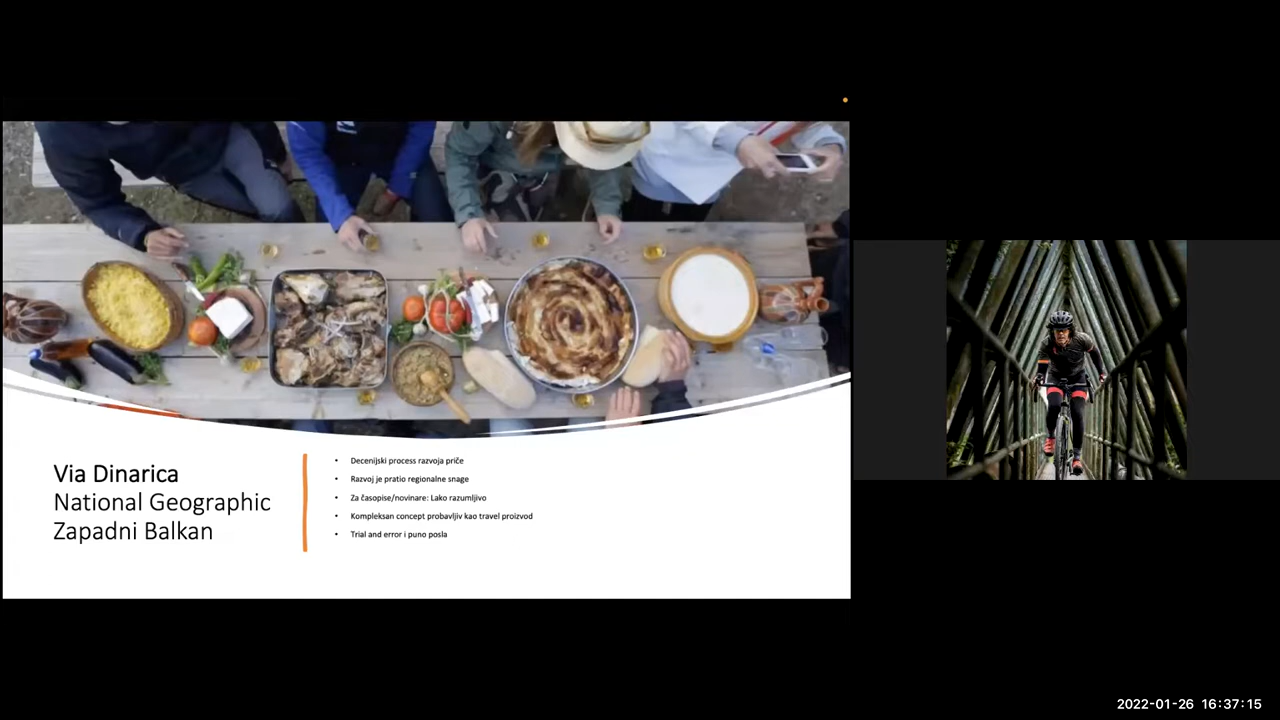 Via Dinarica
National Geographic
Zapadni Balkan
• Decenijski process razvoja priče
• Razvoj je pratio regionalne snage
• Za časopise/novinare: Lako razumljivo
• Kompleksan concept probavljiv kao travel proizvod
• Trial and error i puno posla
2022-01-26 16:37:15